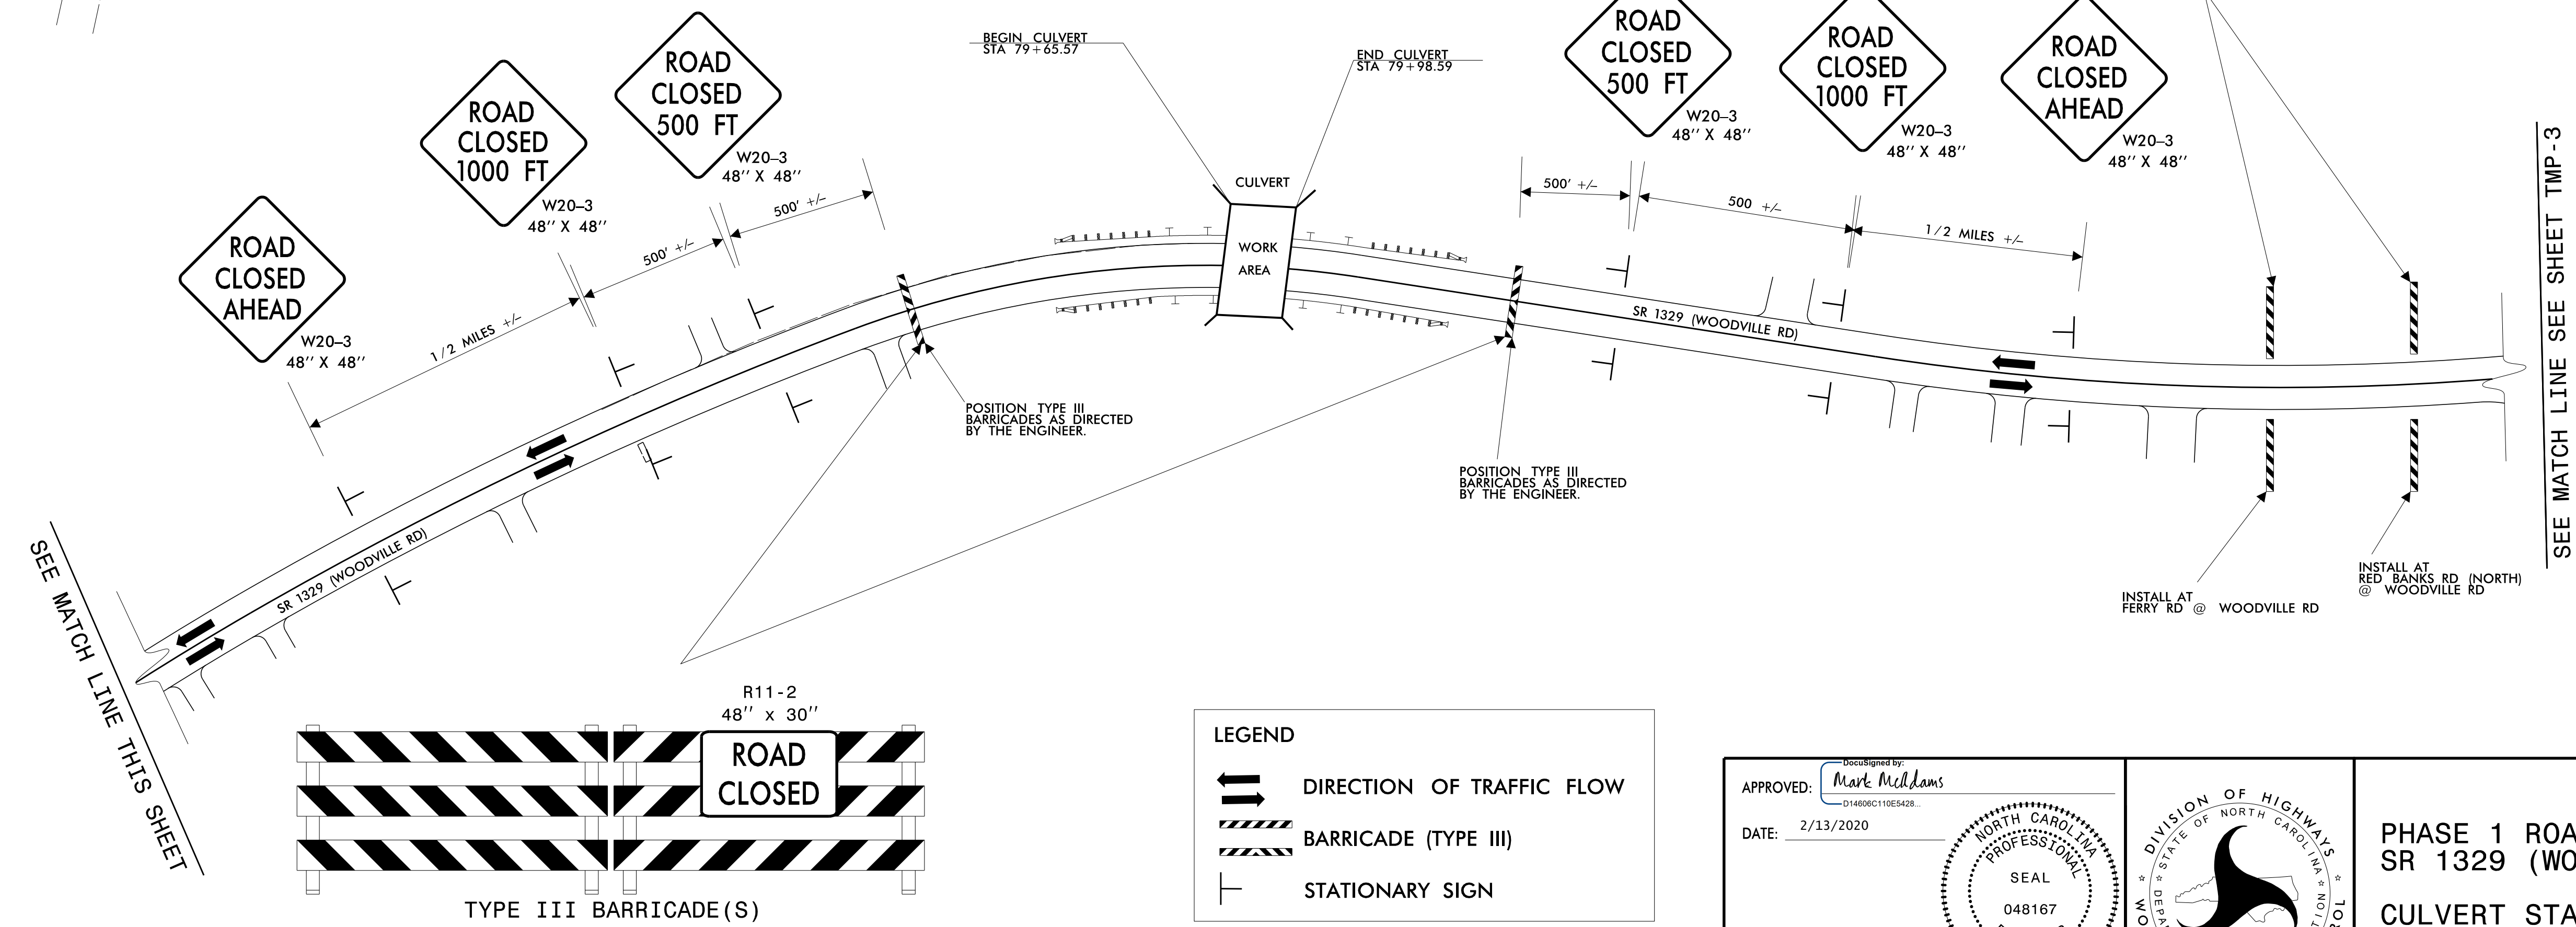 ROAD
CLOSED
AHEAD
W20-3
48'' X 48''
ROAD
CLOSED
1000 FT
W20-3
48'' X 48''
ROAD
CLOSED
500 FT
W20-3
48'' X 48''
1/2 MILES +/-
500' +/-
500' +/-
BEGIN CULVERT
STA 79+65.57
END CULVERT
STA 79+98.59
CULVERT
WORK
AREA
ROAD
CLOSED
500 FT
W20-3
48'' X 48''
ROAD
CLOSED
1000 FT
W20-3
48'' X 48''
ROAD
CLOSED
AHEAD
W20-3
48'' X 48''
500' +/-
500 +/-
1/2 MILES +/-
SR 1329 (WOODVILLE RD)
SR 1329 (WOODVILLE RD)
POSITION TYPE III
BARRICADES AS DIRECTED
BY THE ENGINEER.
POSITION TYPE III
BARRICADES AS DIRECTED
BY THE ENGINEER.
INSTALL AT
FERRY RD @ WOODVILLE RD
INSTALL AT
RED BANKS RD (NORTH)
@ WOODVILLE RD
SEE MATCH LINE SEE SHEET TMP-3
SEE MATCH LINE THIS SHEET
R11-2
48'' x 30''
ROAD
CLOSED
TYPE III BARRICADE(S)
LEGEND
DIRECTION OF TRAFFIC FLOW
BARRICADE (TYPE III)
STATIONARY SIGN
APPROVED:
DocuSigned by:
Mark McAdams
D14606C110E5428...
DATE: 2/13/2020
NORTH CAROLINA
PROFESSIONAL
SEAL
048167
DIVISION OF HIGHWAYS
STATE OF NORTH CAROLINA
PHASE 1 ROA
SR 1329 (WO
CULVERT STA